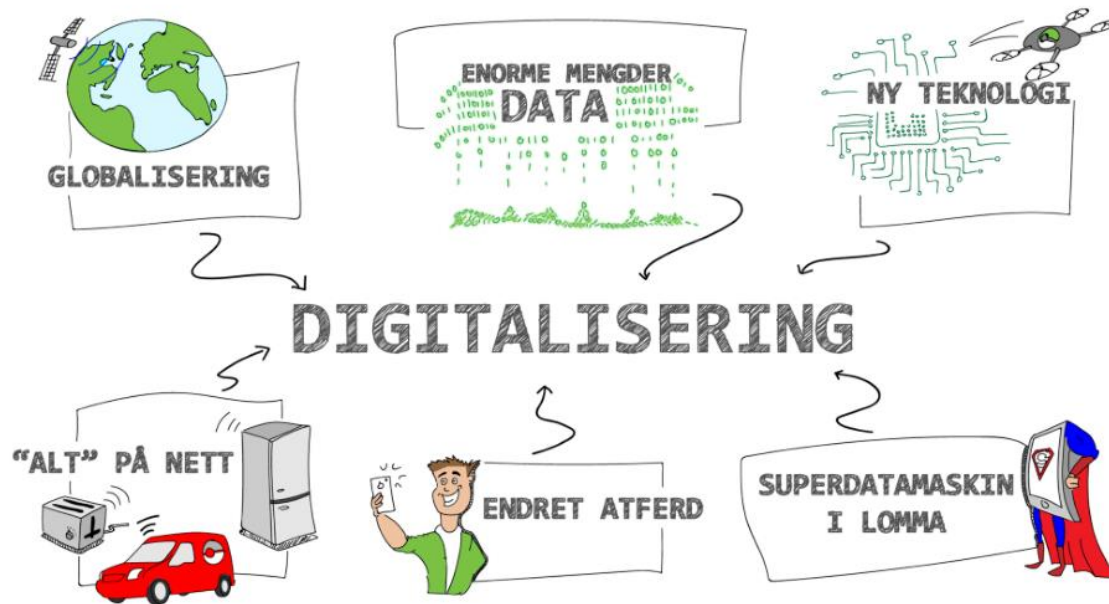 GLOBALISERING
ENORME MENGDER
DATA
NY TEKNOLOGI
DIGITALISERING
“ALT” PÅ NETT
ENDRET ATFERD
SUPERDATAMASKIN
I LOMMA